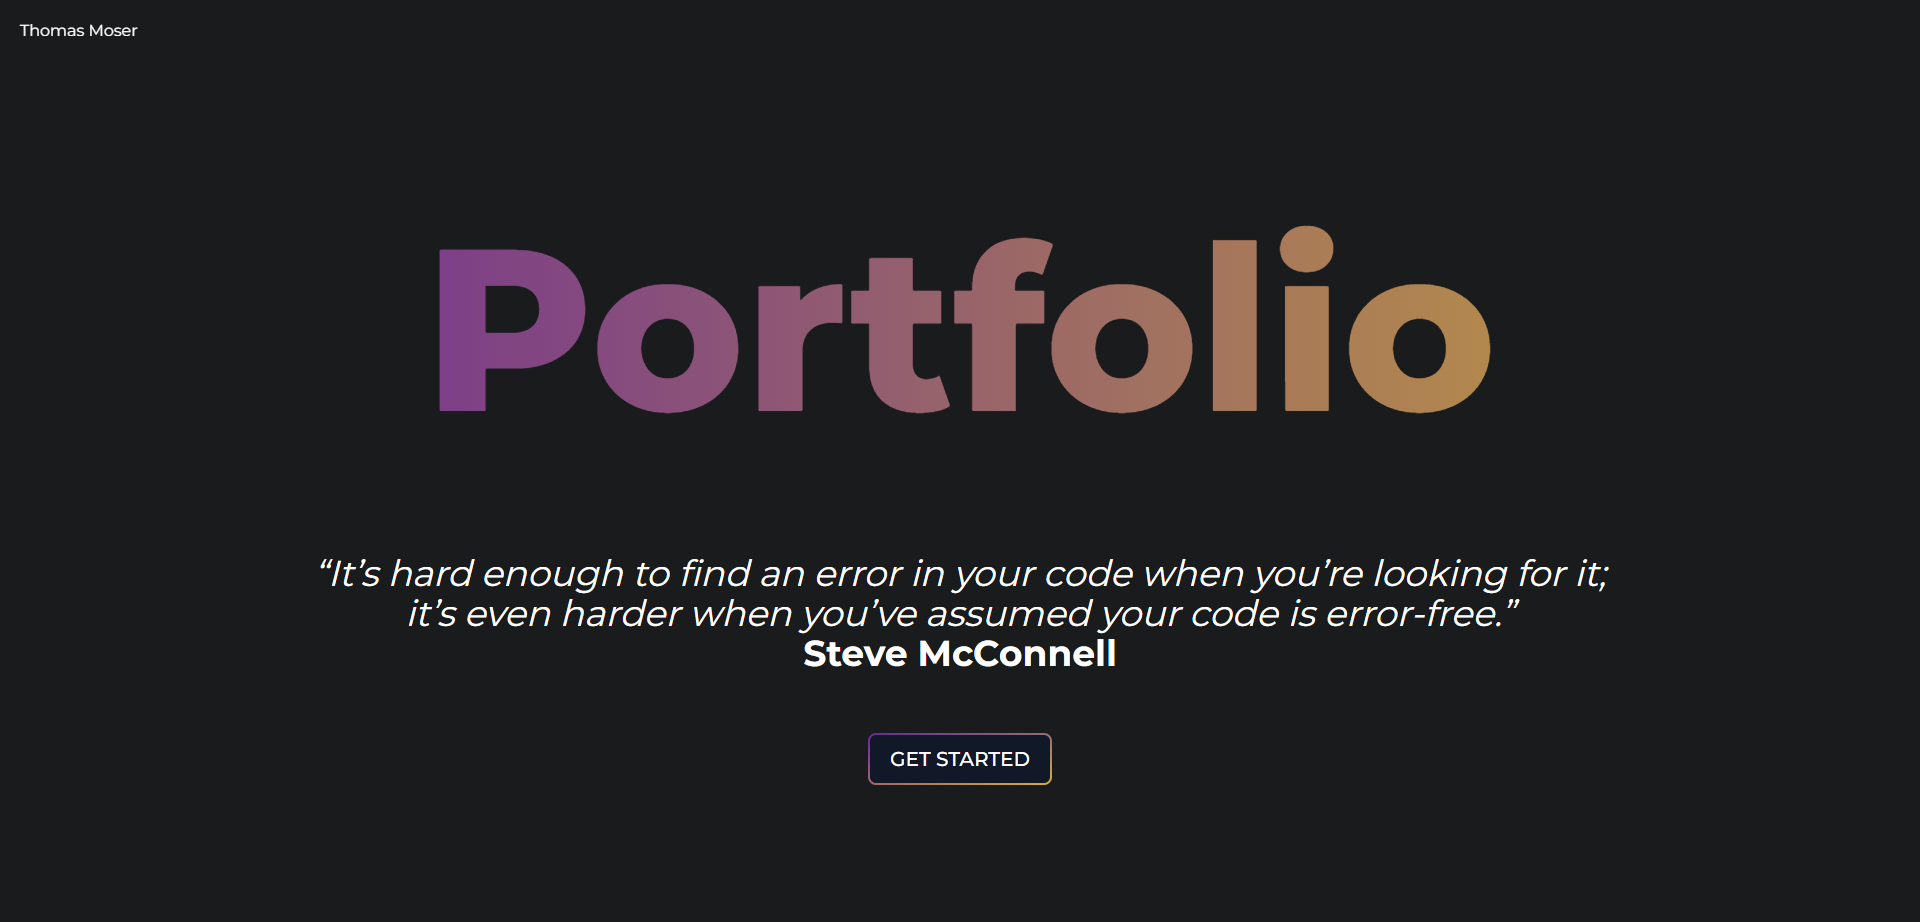 Thomas Moser
Portfolio
“It’s hard enough to find an error in your code when you’re looking for it;
it’s even harder when you’ve assumed your code is error-free.”
Steve McConnell
GET STARTED